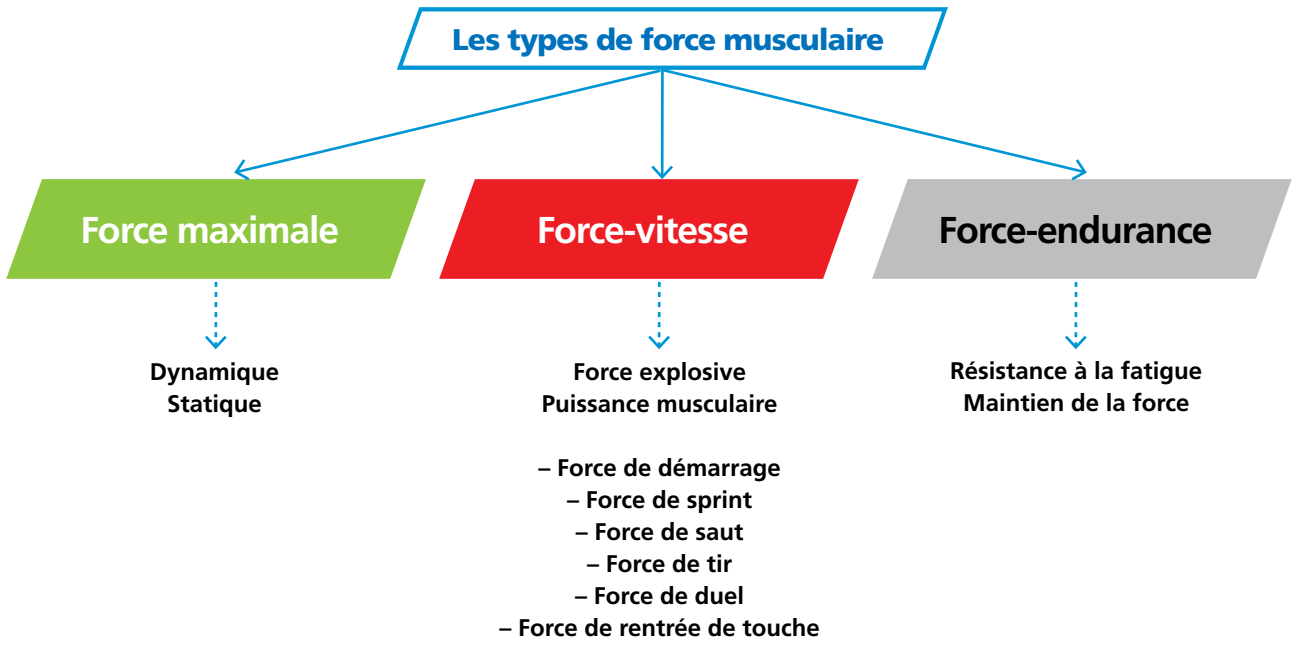 Les types de force musculaire
Force maximale
Force-vitesse
Force-endurance
Dynamique
Statique
Force explosive
Puissance musculaire
– Force de démarrage
– Force de sprint
– Force de saut
– Force de tir
– Force de duel
– Force de rentrée de touche
Résistance à la fatigue
Maintien de la force